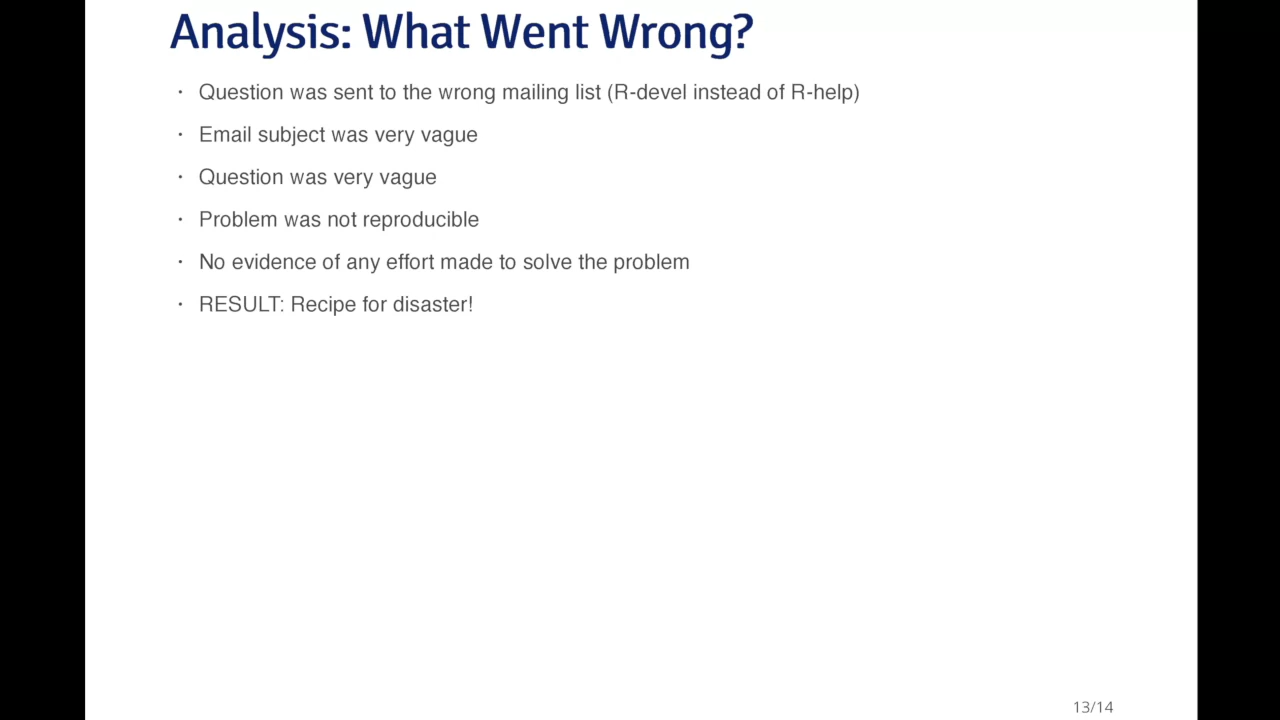 Analysis: What Went Wrong?
· Question was sent to the wrong mailing list (R-devel instead of R-help)
· Email subject was very vague
· Question was very vague
· Problem was not reproducible
· No evidence of any effort made to solve the problem
· RESULT: Recipe for disaster!
13/14